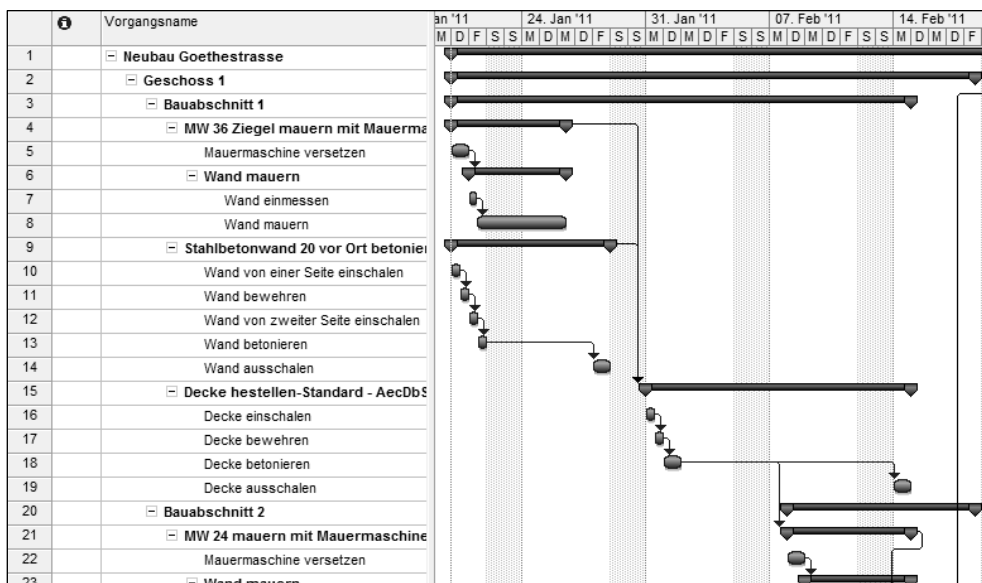 Vorgangsname
an '11 24. Jan '11 31. Jan '11 07. Feb '11 14. Feb '11
M D F S S M D M D F S S M D M D F S S M D M D F S S M D M D F
1 Neubau Goethestrasse
2 Geschoss 1
3 Bauabschnitt 1
4 MW 36 Ziegel mauern mit Mauerma
5 Mauermaschine versetzen
6 Wand mauern
7 Wand einmessen
8 Wand mauern
9 Stahlbetonwand 20 vor Ort betonier
10 Wand von einer Seite einschalen
11 Wand bewehren
12 Wand von zweiter Seite einschalen
13 Wand betonieren
14 Wand ausschalen
15 Decke hestellen-Standard - AecDbS
16 Decke einschalen
17 Decke bewehren
18 Decke betonieren
19 Decke ausschalen
20 Bauabschnitt 2
21 MW 24 mauern mit Mauermaschine
22 Mauermaschine versetzen
23 Wand mauern